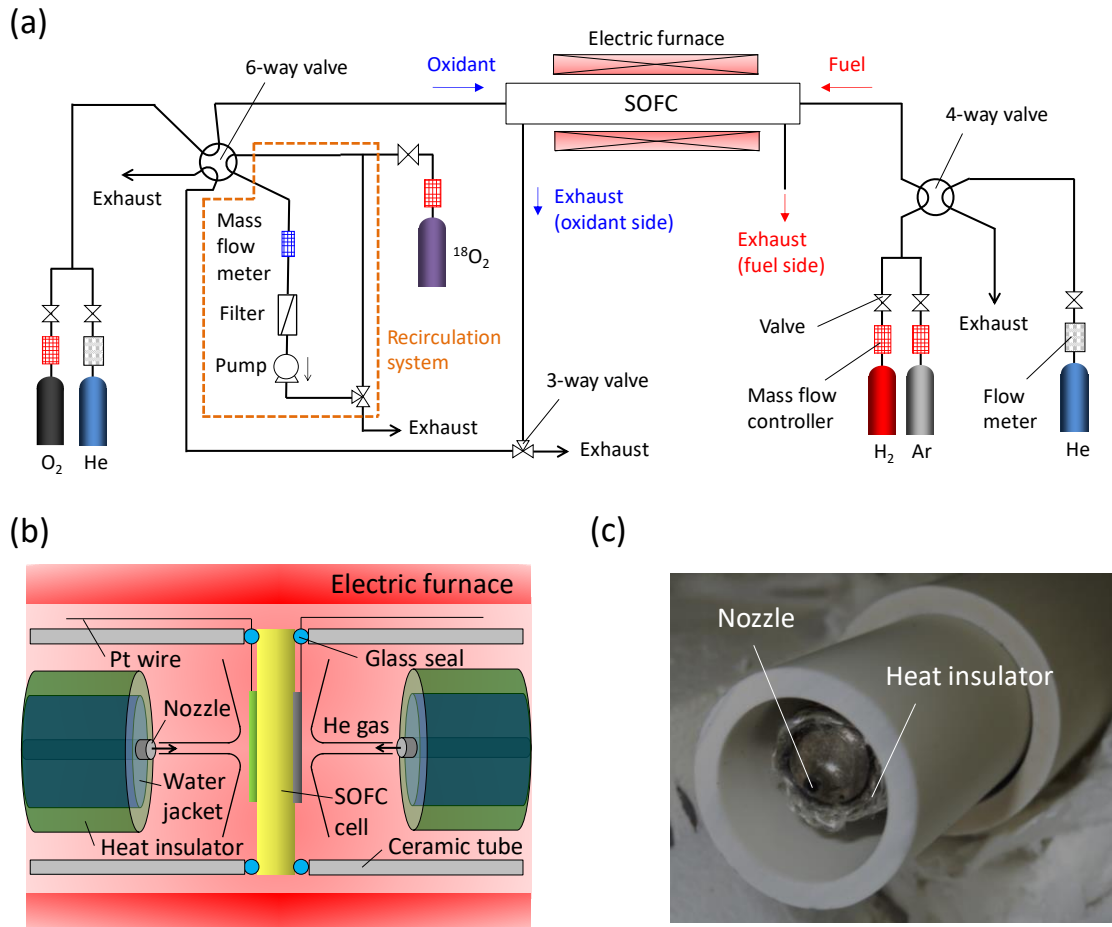 (a)
Electric furnace
6-way valve
Oxidant
Fuel
SOFC
4-way valve
Exhaust
Exhaust
(oxidant side)
Exhaust
(fuel side)
Mass
flow
meter
¹⁸O₂
Filter
Recirculation
system
Pump
Valve
Exhaust
3-way valve
Mass flow
controller
Flow
meter
Exhaust
Exhaust
O₂
He
H₂
Ar
He
(b)
Electric furnace
Pt wire
Glass seal
Nozzle
He gas
Water
jacket
SOFC
cell
Heat insulator
Ceramic tube
(c)
Nozzle
Heat insulator